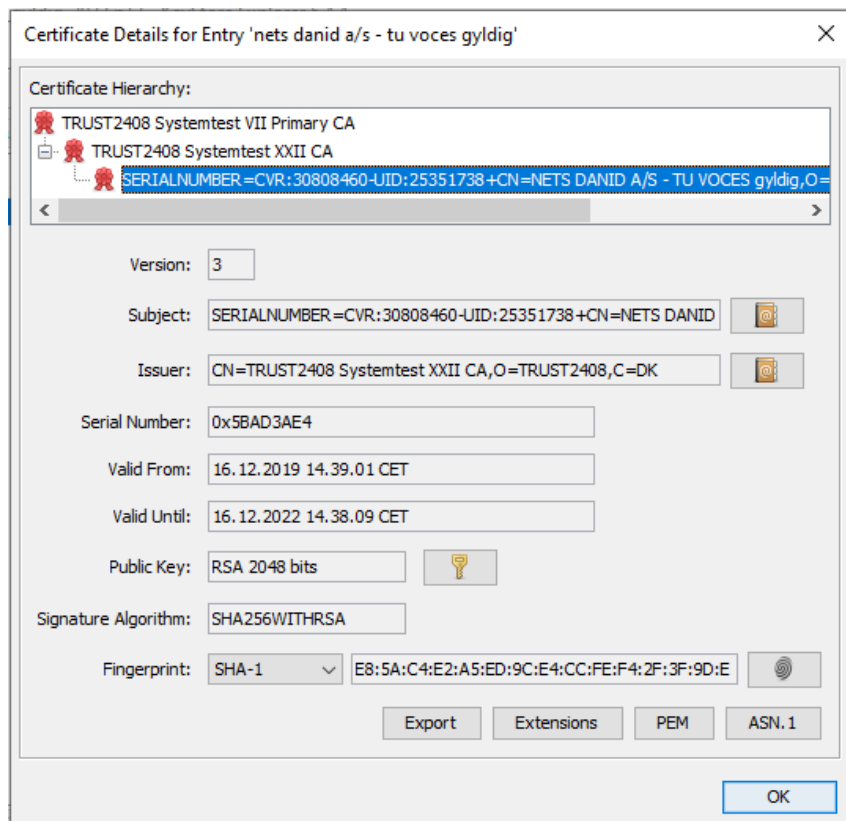 Certificate Details for Entry 'nets danid a/s - tu voces gyldig'
Certificate Hierarchy:
TRUST2408 Systemtest VII Primary CA
TRUST2408 Systemtest XXII CA
SERIALNUMBER=CVR:30808460-UID:25351738+CN=NETS DANID A/S - TU VOCES gyldig,O=
Version: 3
Subject: SERIALNUMBER=CVR:30808460-UID:25351738+CN=NETS DANID
Issuer: CN=TRUST2408 Systemtest XXII CA,O=TRUST2408,C=DK
Serial Number: 0x5BAD3AE4
Valid From: 16.12.2019 14.39.01 CET
Valid Until: 16.12.2022 14.38.09 CET
Public Key: RSA 2048 bits
Signature Algorithm: SHA256WITHRSA
Fingerprint: SHA-1 E8:5A:C4:E2:A5:ED:9C:E4:CC:FE:F4:2F:3F:9D:E
Export Extensions PEM ASN.1
OK